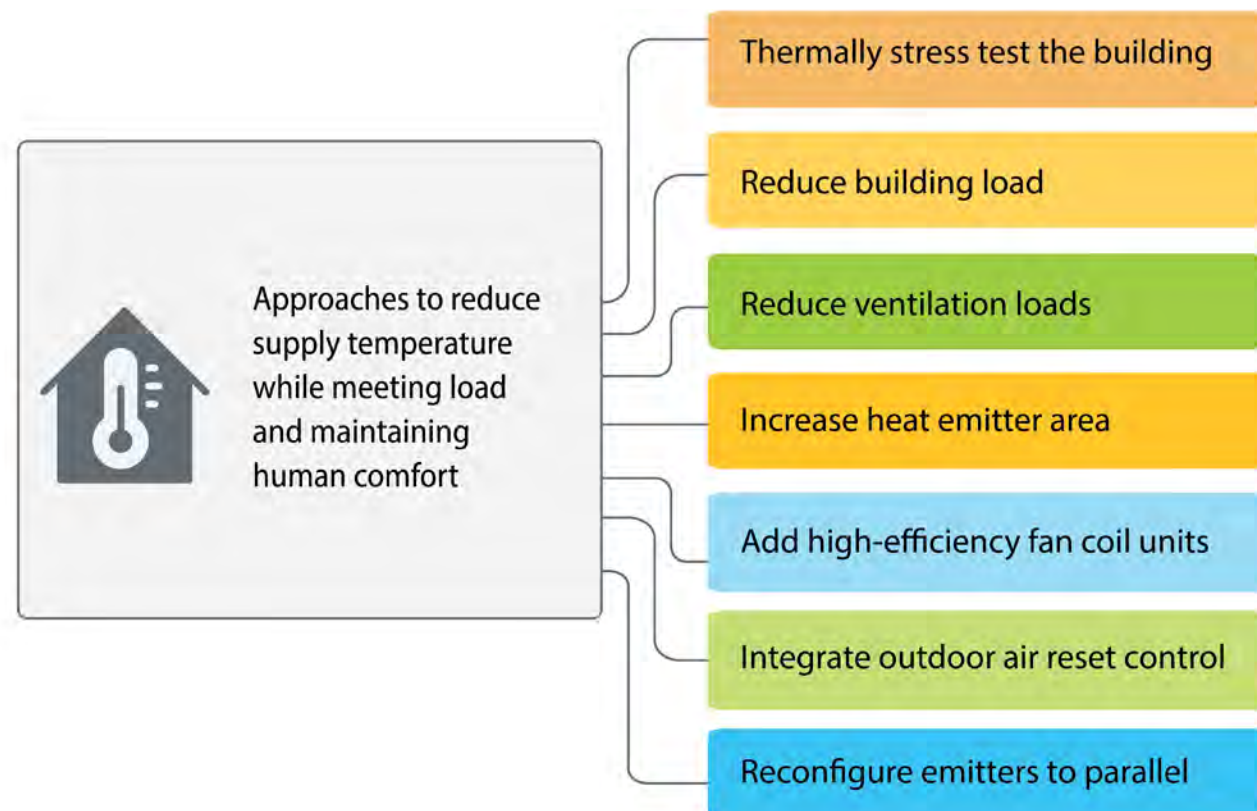 Approaches to reduce
supply temperature
while meeting load
and maintaining
human comfort
Thermally stress test the building
Reduce building load
Reduce ventilation loads
Increase heat emitter area
Add high-efficiency fan coil units
Integrate outdoor air reset control
Reconfigure emitters to parallel